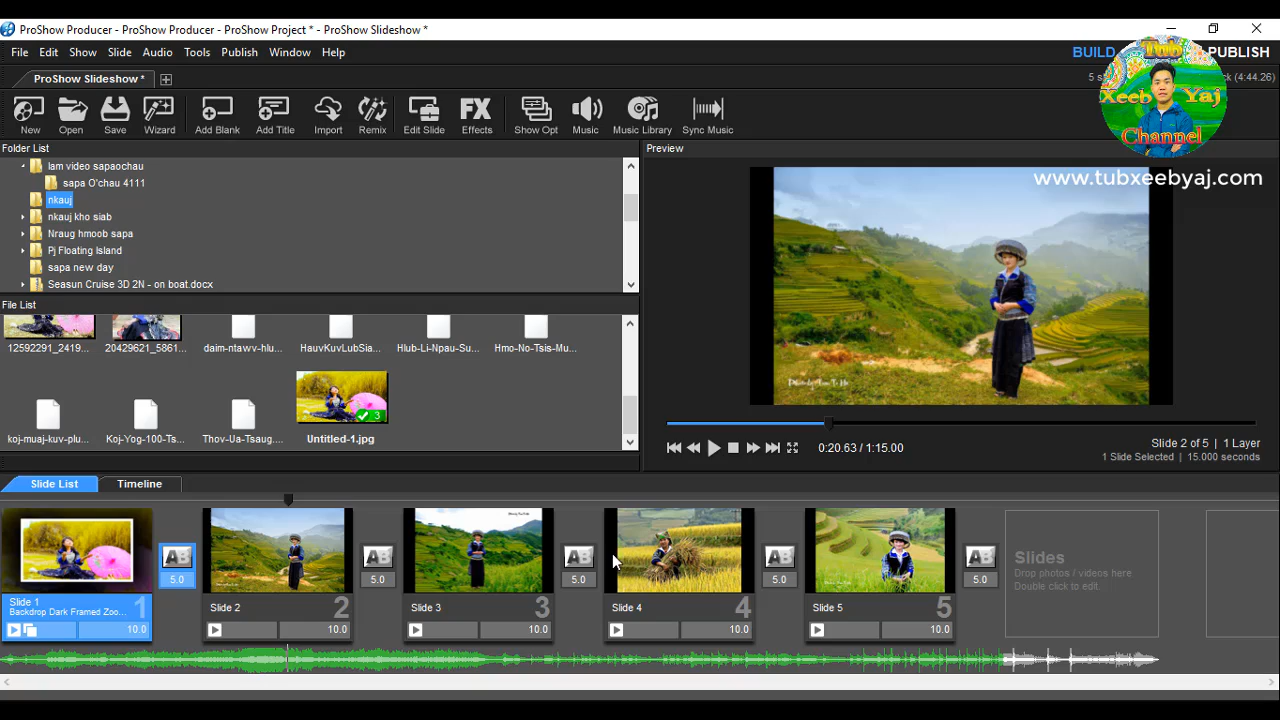 ProShow Producer - ProShow Producer - ProShow Project * - ProShow Slideshow *
File Edit Show Slide Audio Tools Publish Window Help
BUILD
PUBLISH
ProShow Slideshow *
Tub
Xeeb Yaj
Channel
www.tubxeebyaj.com
New Open Save Wizard Add Blank Add Title Import Remix Edit Slide Effects Show Opt Music Music Library Sync Music
FX
Folder List
Preview
lam video sapaochau
sapa O'chau 4111
nkauj
nkauj kho siab
Nraug hmoob sapa
Pj Floating Island
sapa new day
Seasun Cruise 3D 2N - on boat.docx
File List
12592291_2419... 20429621_5861... daim-ntawv-hlu... HauvKuvLubSia... Hlub-Li-Npau-Su... Hmo-No-Tsis-Mu...
3
koj-muaj-kuv-plu... Koj-Yog-100-Ts... Thov-Ua-Tsaug.... Untitled-1.jpg
0:20.63 / 1:15.00
Slide 2 of 5 | 1 Layer
1 Slide Selected | 15.000 seconds
Slide List Timeline
AB AB AB AB AB
5.0 5.0 5.0 5.0 5.0
Slides
Drop photos / videos here
Double click to edit...
Slide 1 1
Backdrop Dark Framed Zoo...
Slide 2 2
Slide 3 3
Slide 4 4
Slide 5 5
10.0 10.0 10.0 10.0 10.0